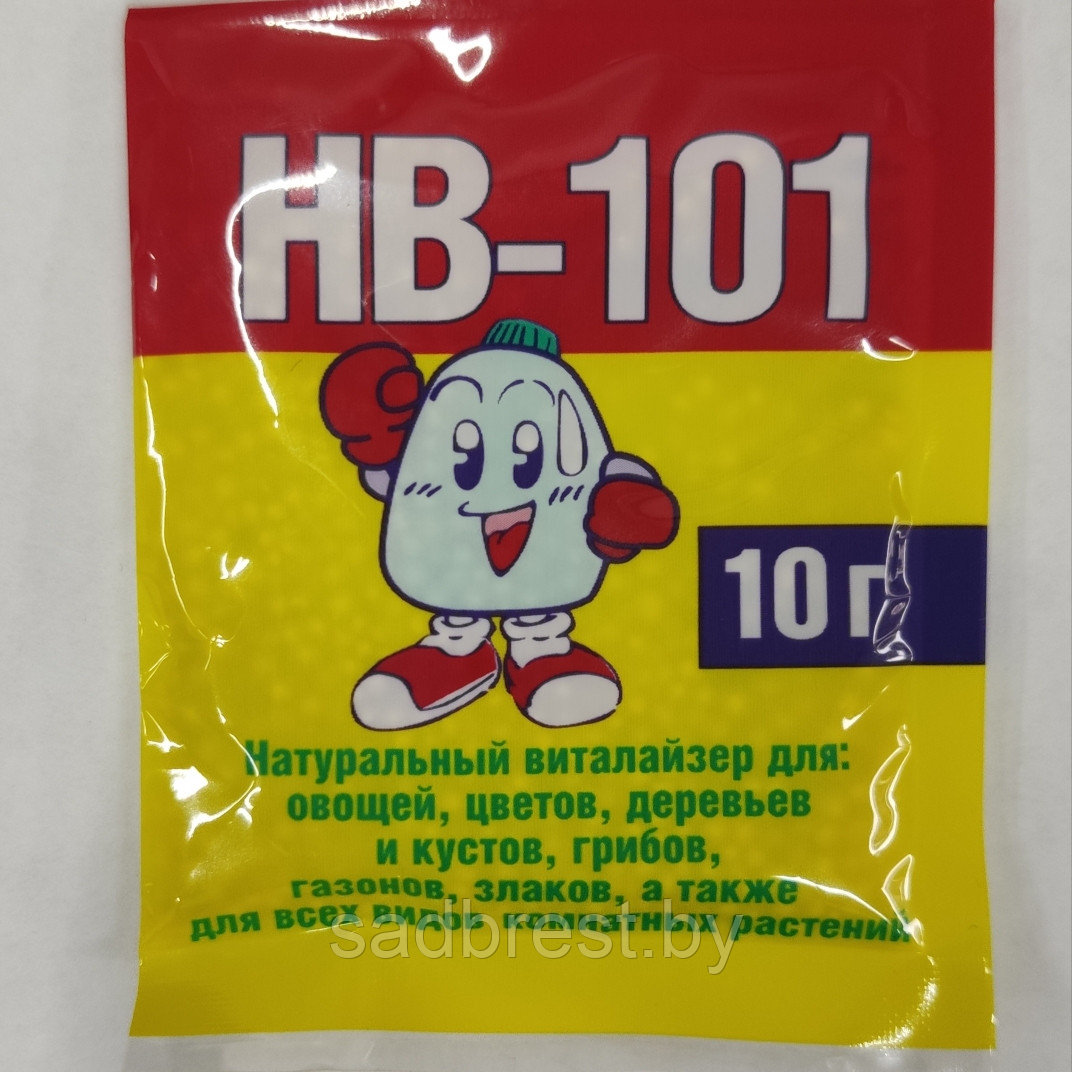 НВ-101
10 г
Натуральный виталайзер для:
овощей, цветов, деревьев
и кустов, грибов,
газонов, злаков, а также
для всех видов комнатных растений
sadbrest.by